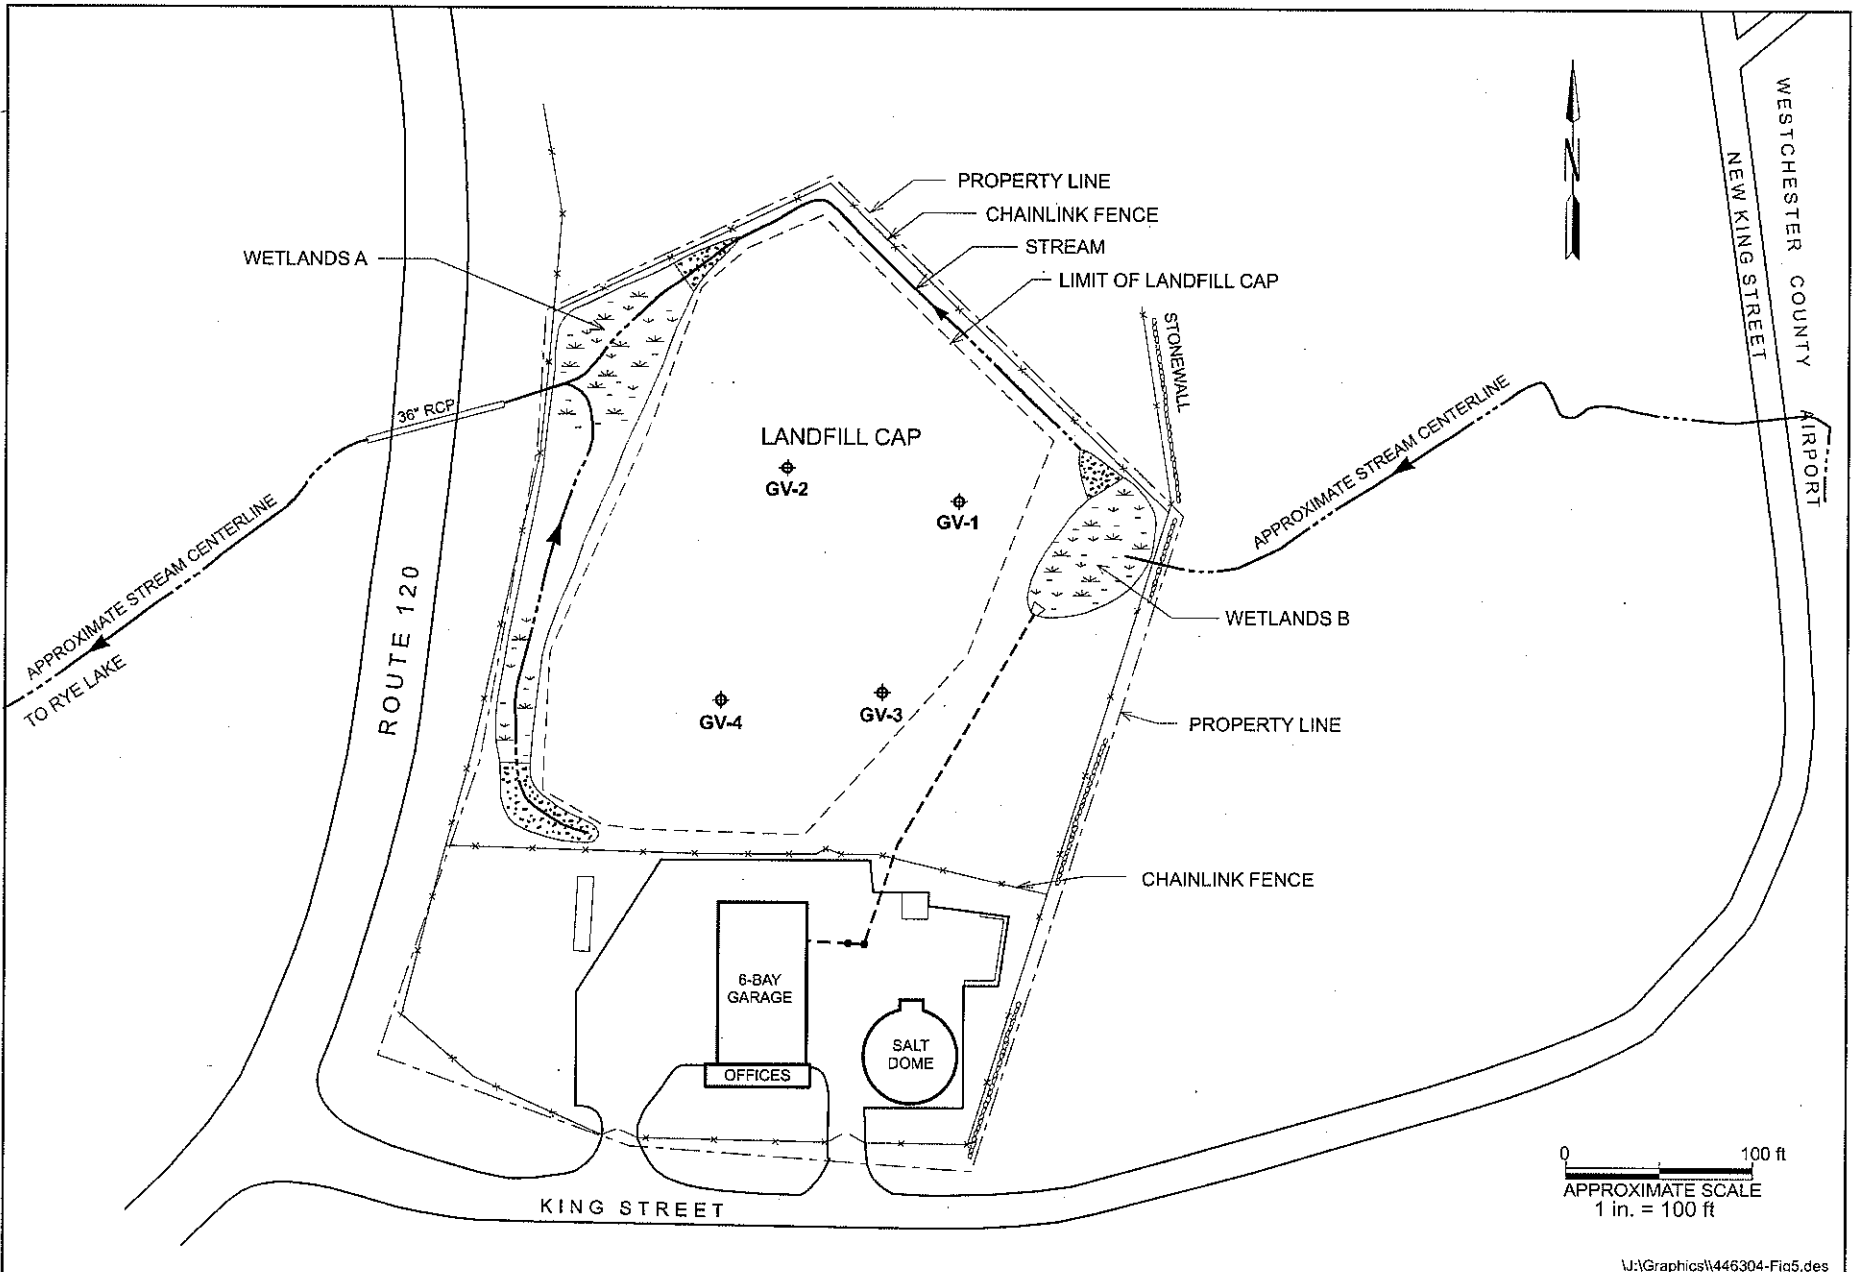 PROPERTY LINE
CHAINLINK FENCE
STREAM
LIMIT OF LANDFILL CAP
WETLANDS A
N
WESTCHESTER COUNTY AIRPORT
NEW KING STREET
STONEWALL
36" RCP
LANDFILL CAP
GV-2
GV-1
APPROXIMATE STREAM CENTERLINE
APPROXIMATE STREAM CENTERLINE
TO RYE LAKE
ROUTE 120
WETLANDS B
GV-4
GV-3
PROPERTY LINE
CHAINLINK FENCE
6-BAY
GARAGE
OFFICES
SALT
DOME
KING STREET
0 100 ft
APPROXIMATE SCALE
1 in. = 100 ft
\J:\Graphics\\446304-Fig5.des